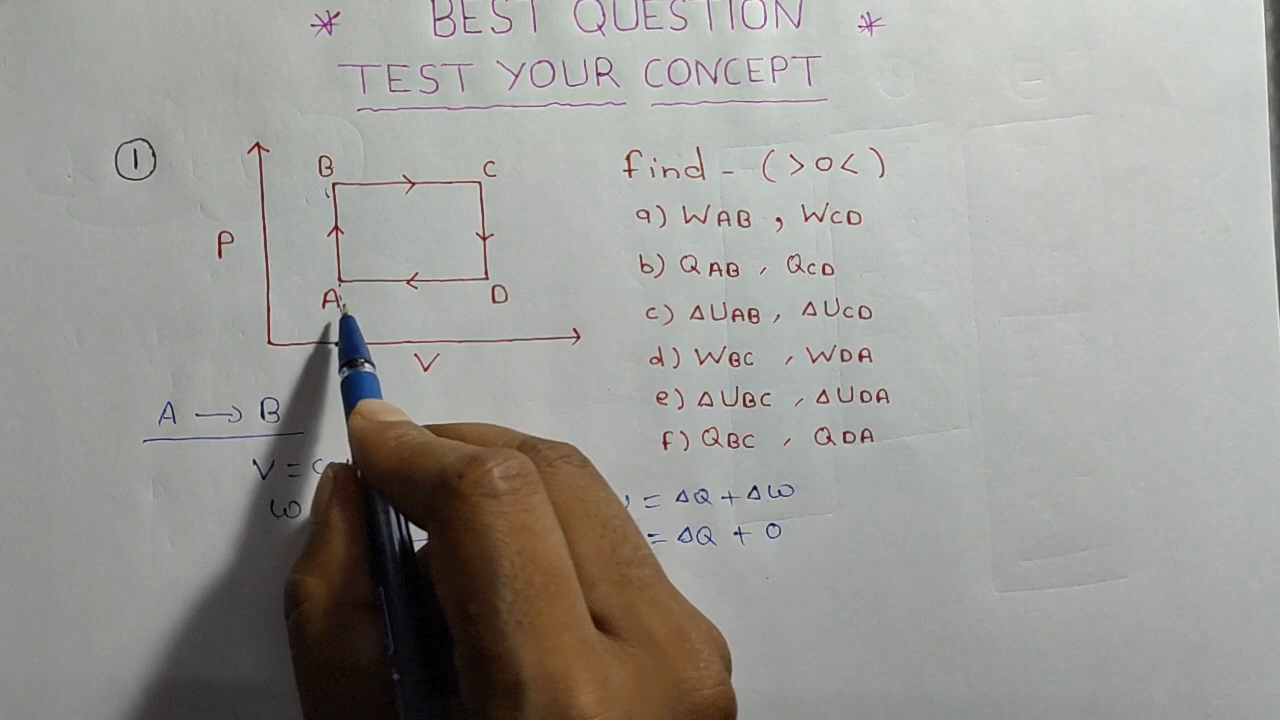 * BEST QUESTION *
TEST YOUR CONCEPT
1
B C
P
A D
V
find - (>0<)
a) WAB , WCD
b) QAB , QCD
c) ΔUAB , ΔUCD
d) WBC , WDA
e) ΔUBC , ΔUDA
f) QBC , QDA
A → B
V =
ω
= ΔQ + Δω
= ΔQ + 0